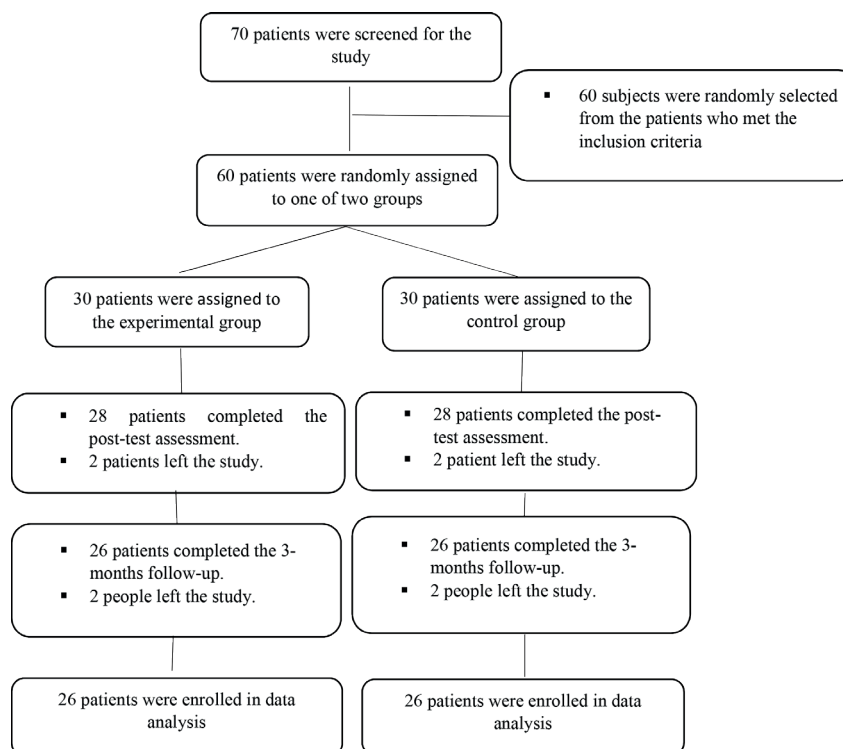 70 patients were screened for the
study
▪ 60 subjects were randomly selected
from the patients who met the
inclusion criteria
60 patients were randomly assigned
to one of two groups
30 patients were assigned to
the experimental group
30 patients were assigned to the
control group
▪ 28 patients completed the
post-test assessment.
▪ 2 patients left the study.
▪ 28 patients completed the post-
test assessment.
▪ 2 patient left the study.
▪ 26 patients completed the 3-
months follow-up.
▪ 2 people left the study.
▪ 26 patients completed the 3-
months follow-up.
▪ 2 people left the study.
26 patients were enrolled in data
analysis
26 patients were enrolled in data
analysis